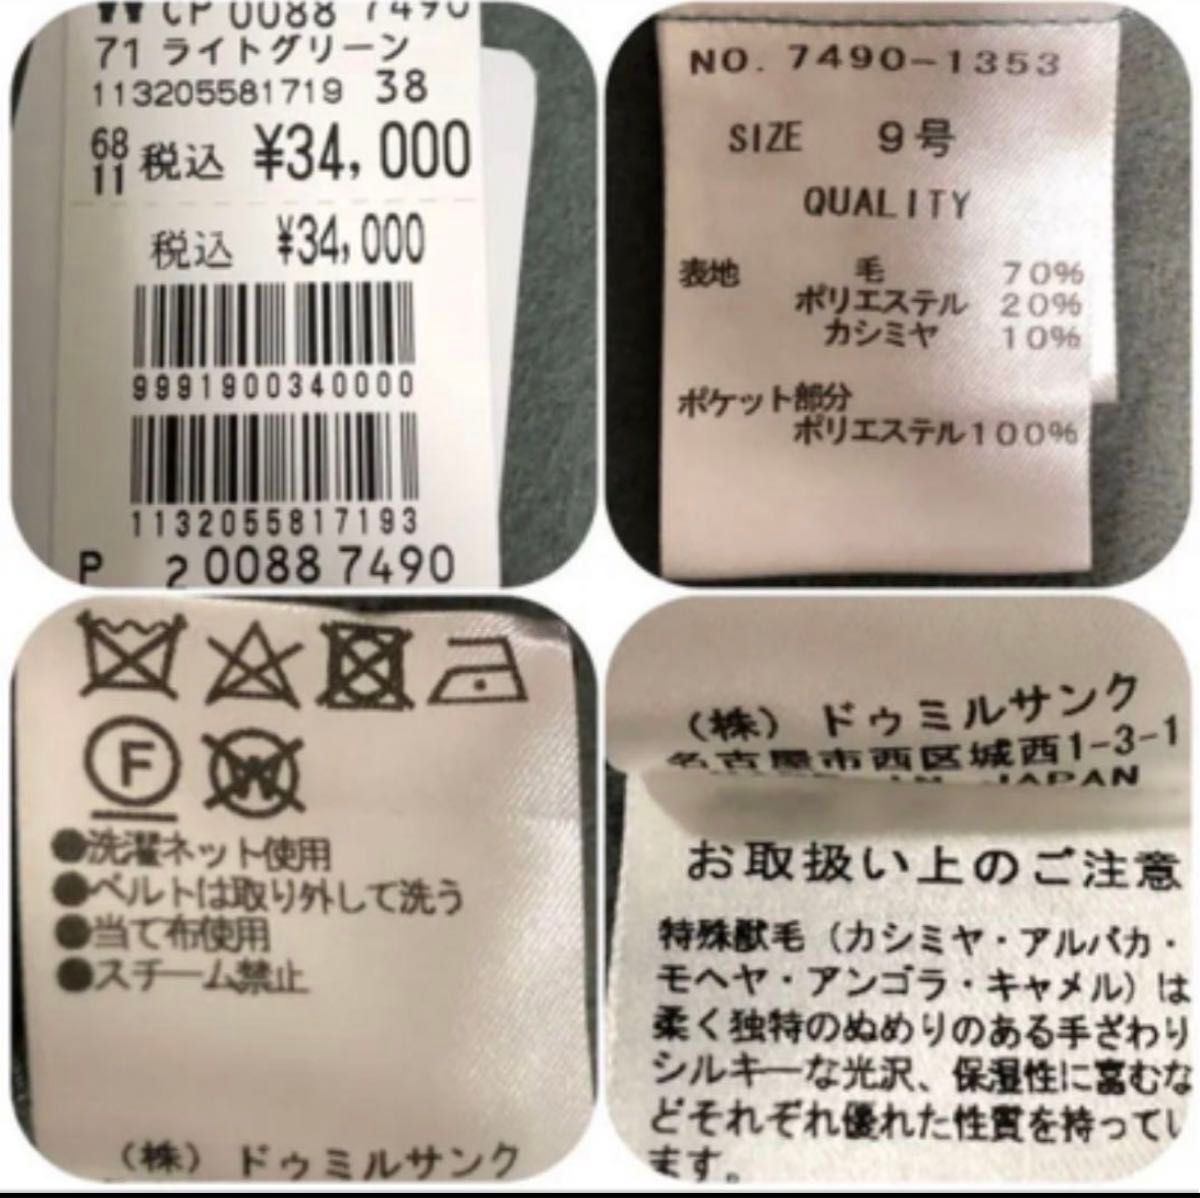 W CP 0088 7490
71 ライトグリーン
113205581719 38
68
11 税込 ¥34,000
税込 ¥34,000
9991900340000
1132055817193
P 2 0088 7490
NO. 7490-1353
SIZE 9号
QUALITY
表地 毛 70%
ポリエステル 20%
カシミヤ 10%
ポケット部分
ポリエステル100%
F
W
●洗濯ネット使用
●ベルトは取り外して洗う
●当て布使用
●スチーム禁止
(株) ドゥミルサンク
(株) ドゥミルサンク
名古屋市西区城西1-3-1
IN JAPAN
お取扱い上のご注意
特殊獣毛（カシミヤ・アルパカ・
モヘヤ・アンゴラ・キャメル）は
柔く独特のぬめりのある手ざわり
シルキーな光沢、保湿性に富むな
どそれぞれ優れた性質を持ってい
ます。